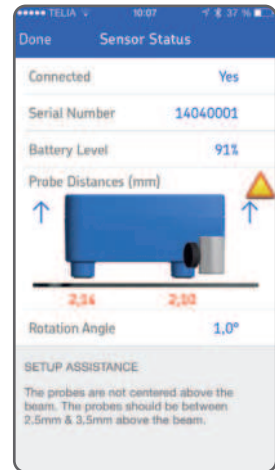 TELIA 10:07 37 %
Done Sensor Status
Connected Yes
Serial Number 14040001
Battery Level 91%
Probe Distances (mm)
2,14 2,10
Rotation Angle 1,0°
SETUP ASSISTANCE
The probes are not centered above the
beam. The probes should be between
2.5mm & 3.5mm above the beam.